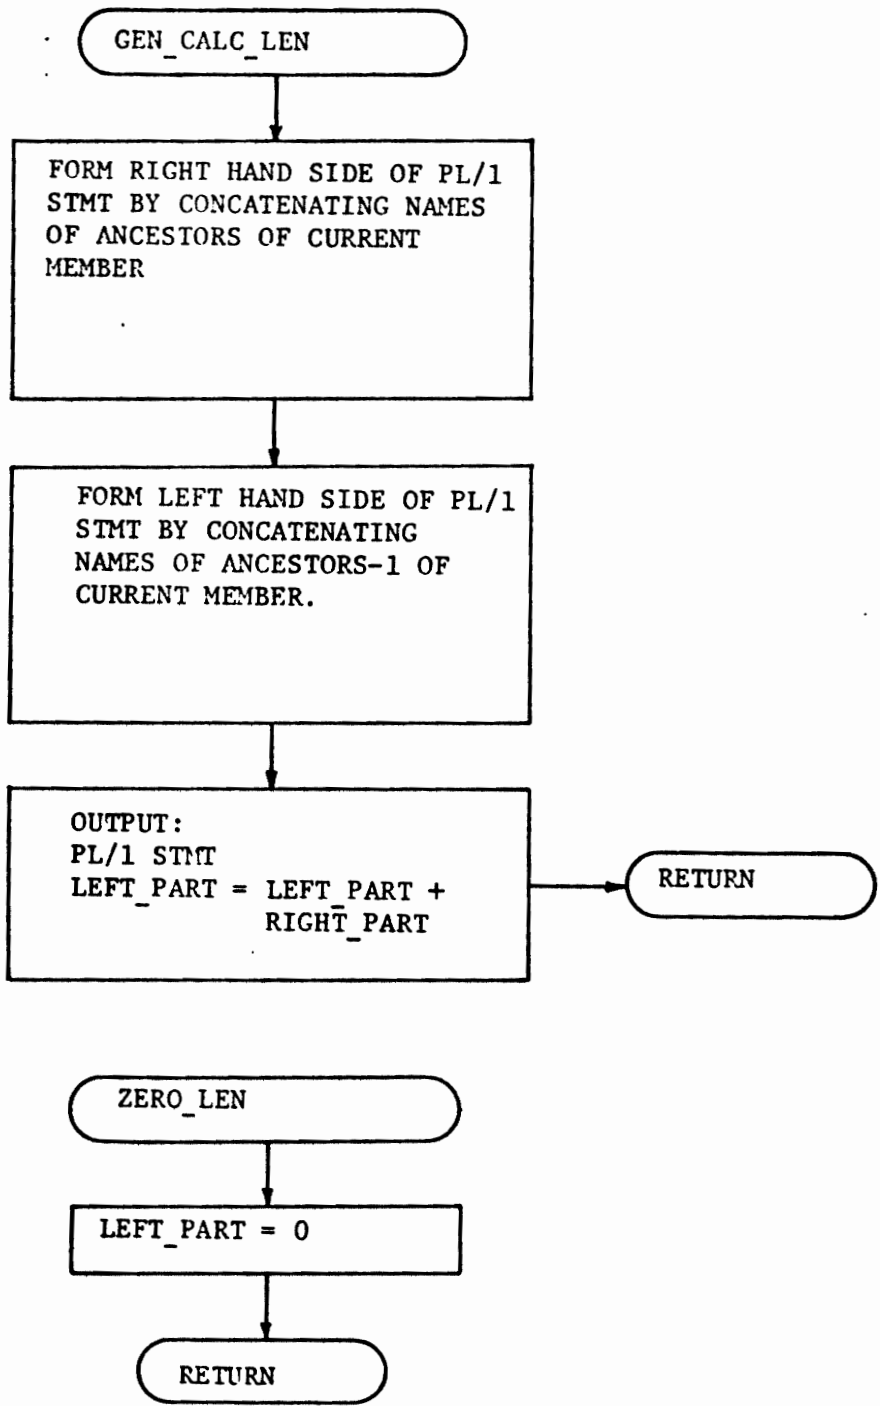 GEN_CALC_LEN
FORM RIGHT HAND SIDE OF PL/1
STMT BY CONCATENATING NAMES
OF ANCESTORS OF CURRENT
MEMBER
FORM LEFT HAND SIDE OF PL/1
STMT BY CONCATENATING
NAMES OF ANCESTORS-1 OF
CURRENT MEMBER.
OUTPUT:
PL/1 STMT
LEFT_PART = LEFT_PART +
RIGHT_PART
RETURN
ZERO_LEN
LEFT_PART = 0
RETURN